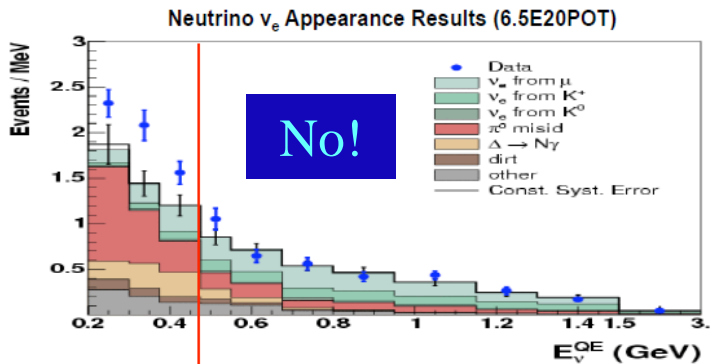 Neutrino νe Appearance Results (6.5E20POT)
Events / MeV
3
2.5
2
1.5
1
0.5
No!
Data
νe from μ
νe from K+
νe from K0
π0 misid
Δ → Nγ
dirt
other
Const. Syst. Error
0.2 0.4 0.6 0.8 1 1.2 1.4 1.5 3.
EνQE (GeV)